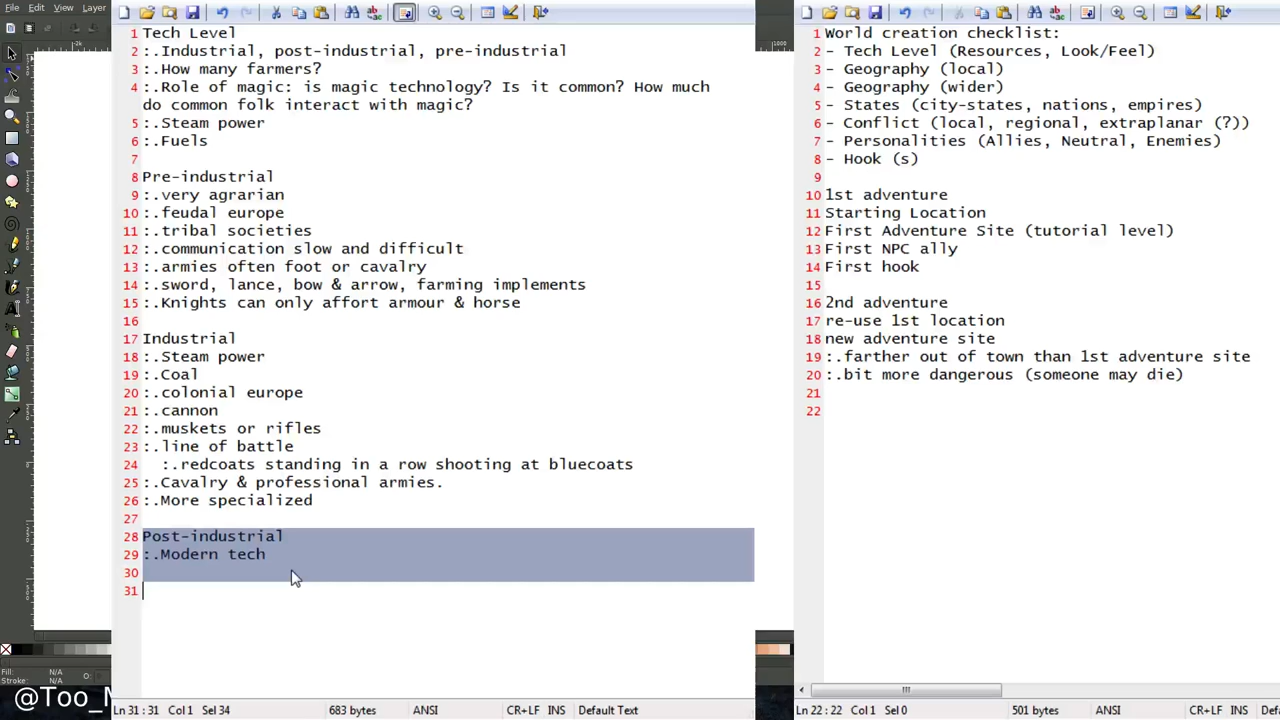 File Edit View Layer
Tech Level
:.Industrial, post-industrial, pre-industrial
:.How many farmers?
:.Role of magic: is magic technology? Is it common? How much
do common folk interact with magic?
:.Steam power
:.Fuels
Pre-industrial
:.very agrarian
:.feudal europe
:.tribal societies
:.communication slow and difficult
:.armies often foot or cavalry
:.sword, lance, bow & arrow, farming implements
:.Knights can only affort armour & horse
Industrial
:.Steam power
:.Coal
:.colonial europe
:.cannon
:.muskets or rifles
:.line of battle
:.redcoats standing in a row shooting at bluecoats
:.Cavalry & professional armies.
:.More specialized
Post-industrial
:.Modern tech
Fill: N/A
Stroke: N/A
O:
@Too_M
Ln 31 : 31 Col 1 Sel 34 683 bytes ANSI CR+LF INS Default Text
World creation checklist:
- Tech Level (Resources, Look/Feel)
- Geography (local)
- Geography (wider)
- States (city-states, nations, empires)
- Conflict (local, regional, extraplanar (?))
- Personalities (Allies, Neutral, Enemies)
- Hook (s)
1st adventure
Starting Location
First Adventure Site (tutorial level)
First NPC ally
First hook
2nd adventure
re-use 1st location
new adventure site
:.farther out of town than 1st adventure site
:.bit more dangerous (someone may die)
Ln 22 : 22 Col 1 Sel 0 501 bytes ANSI CR+LF INS Defa